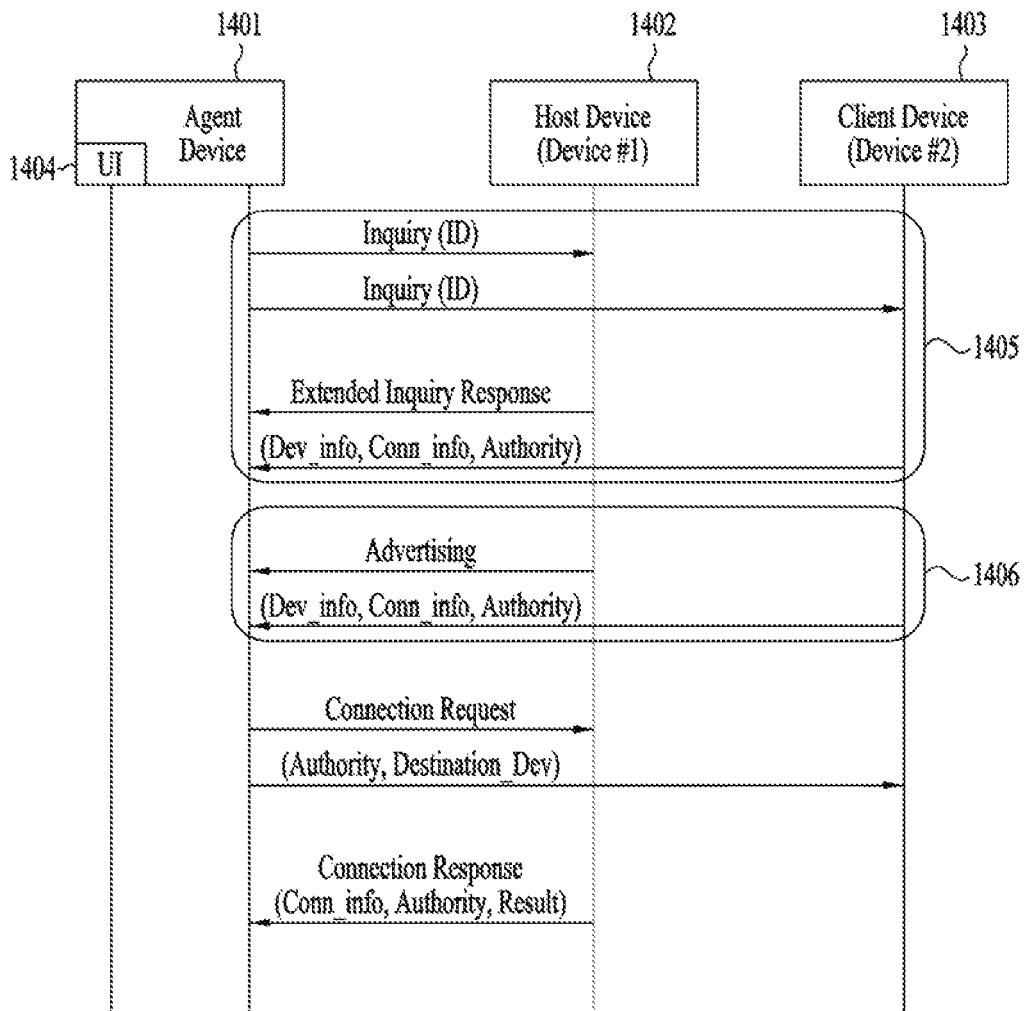 1401
1402
1403
Agent
Device
Host Device
(Device #1)
Client Device
(Device #2)
1404
UI
Inquiry (ID)
Inquiry (ID)
1405
Extended Inquiry Response
(Dev_info, Conn_info, Authority)
Advertising
1406
(Dev_info, Conn_info, Authority)
Connection Request
(Authority, Destination_Dev)
Connection Response
(Conn_info, Authority, Result)